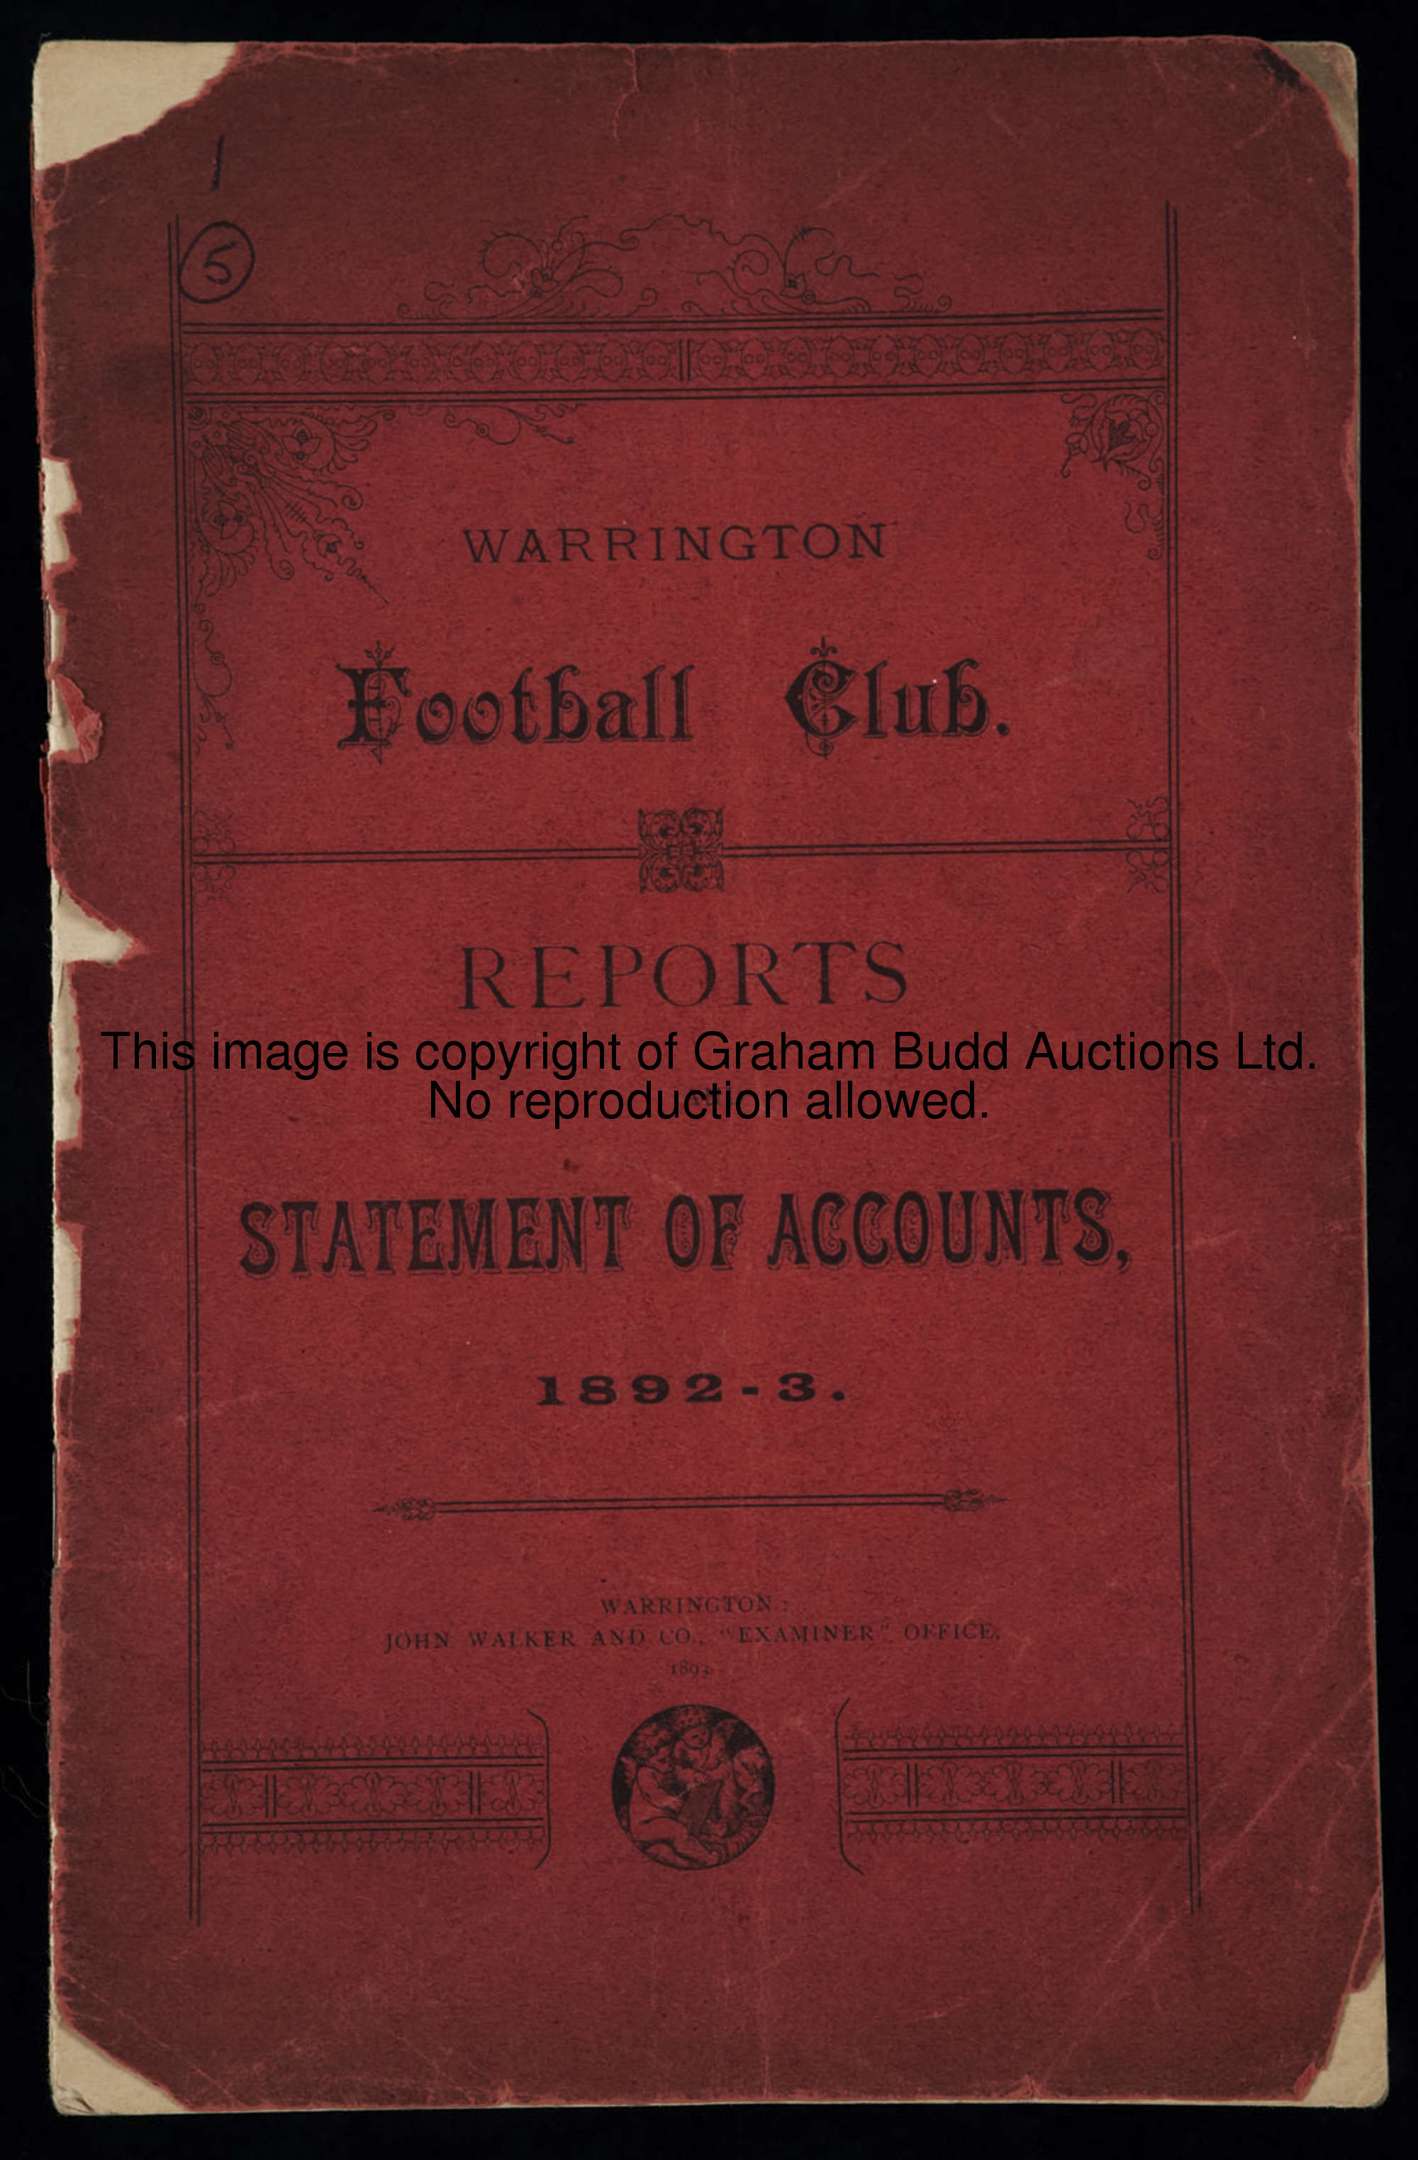 1
5
WARRINGTON
Football Club.
REPORTS
This image is copyright of Graham Budd Auctions Ltd.
No reproduction allowed.
STATEMENT OF ACCOUNTS,
1892-3.
WARRINGTON:
JOHN WALKER AND CO., "EXAMINER" OFFICE.